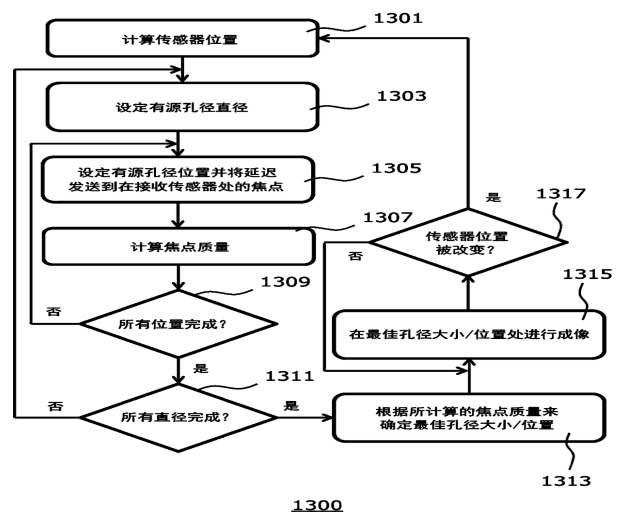 1301
计算传感器位置
1303
设定有源孔径直径
1305
设定有源孔径位置并将延迟
发送到在接收传感器处的焦点
1307
计算焦点质量
1309
所有位置完成?
否
是
1311
所有直径完成?
否
是
根据所计算的焦点质量来
确定最佳孔径大小/位置
1313
在最佳孔径大小/位置处进行成像
1315
传感器位置
被改变?
1317
否
是
1300